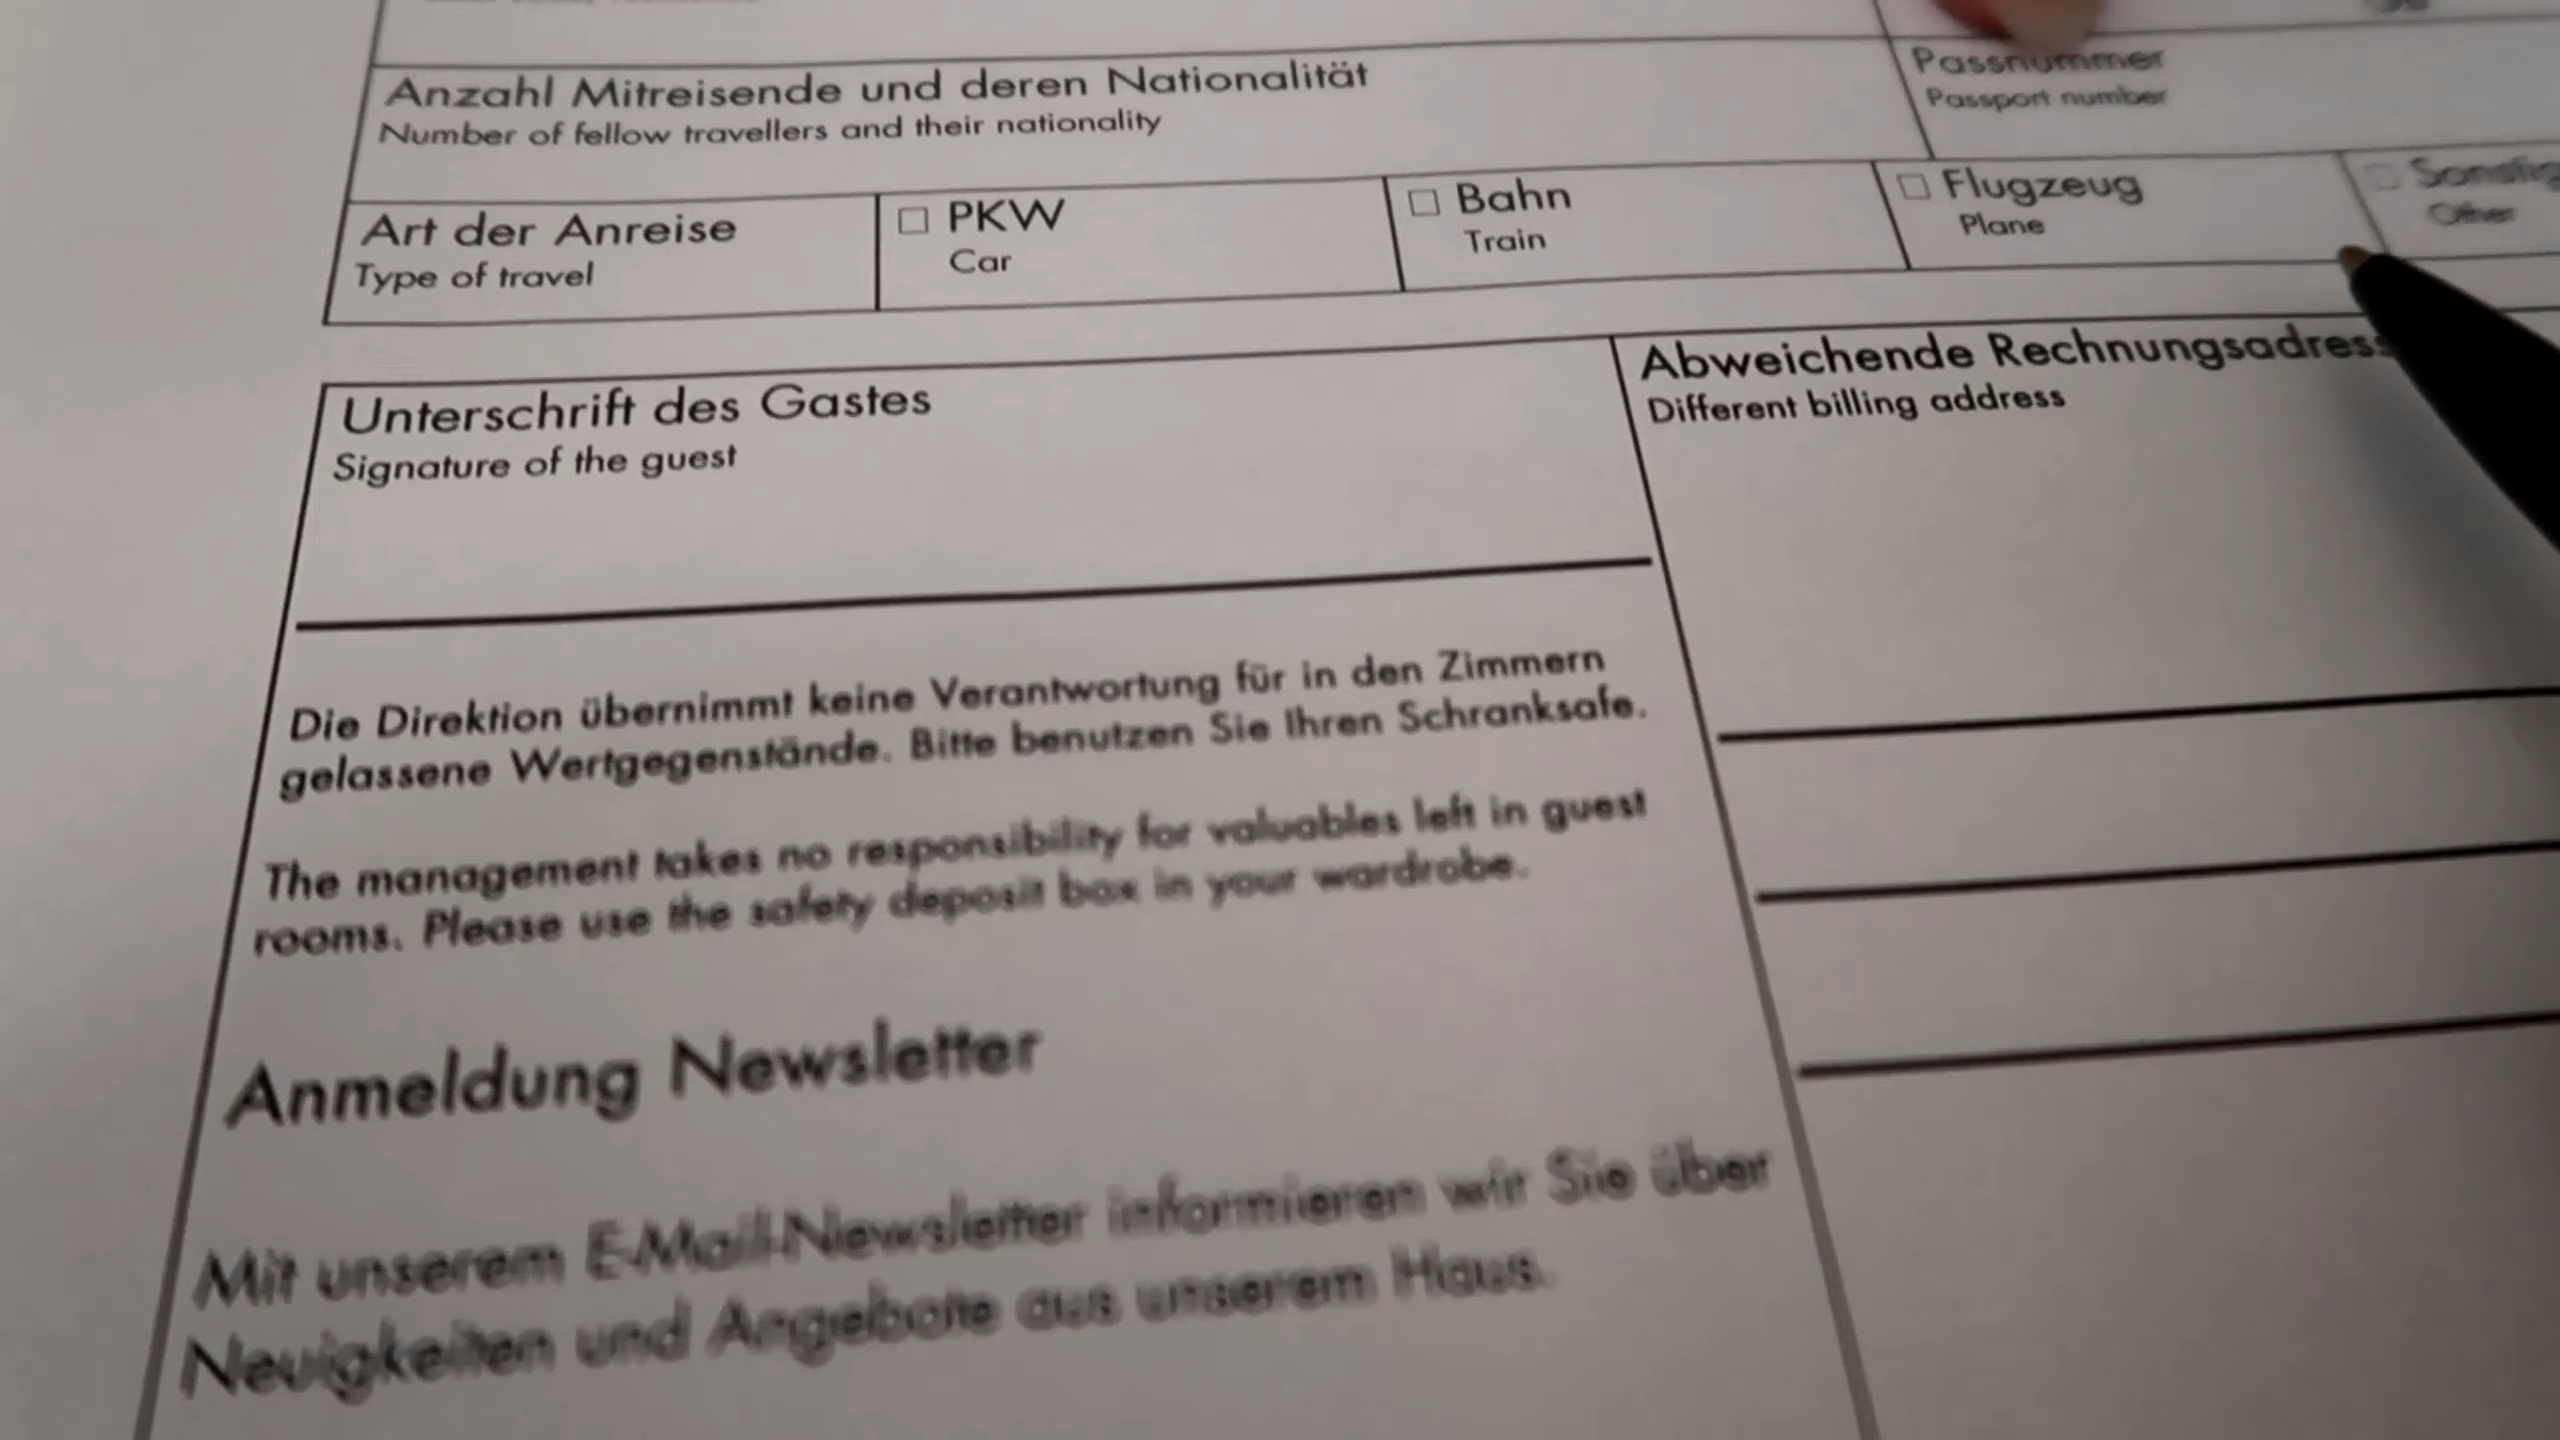 Anzahl Mitreisende und deren Nationalität
Number of fellow travellers and their nationality
Passnummer
Passport number
Art der Anreise
Type of travel
□ PKW
Car
□ Bahn
Train
□ Flugzeug
Plane
□ Sonstig
Other
Unterschrift des Gastes
Signature of the guest
Die Direktion übernimmt keine Verantwortung für in den Zimmern
gelassene Wertgegenstände. Bitte benutzen Sie Ihren Schranksafe.
The management takes no responsibility for valuables left in guest
rooms. Please use the safety deposit box in your wardrobe.
Anmeldung Newsletter
Mit unserem E-Mail-Newsletter informieren wir Sie über
Neuigkeiten und Angebote aus unserem Haus.
Abweichende Rechnungsadress
Different billing address